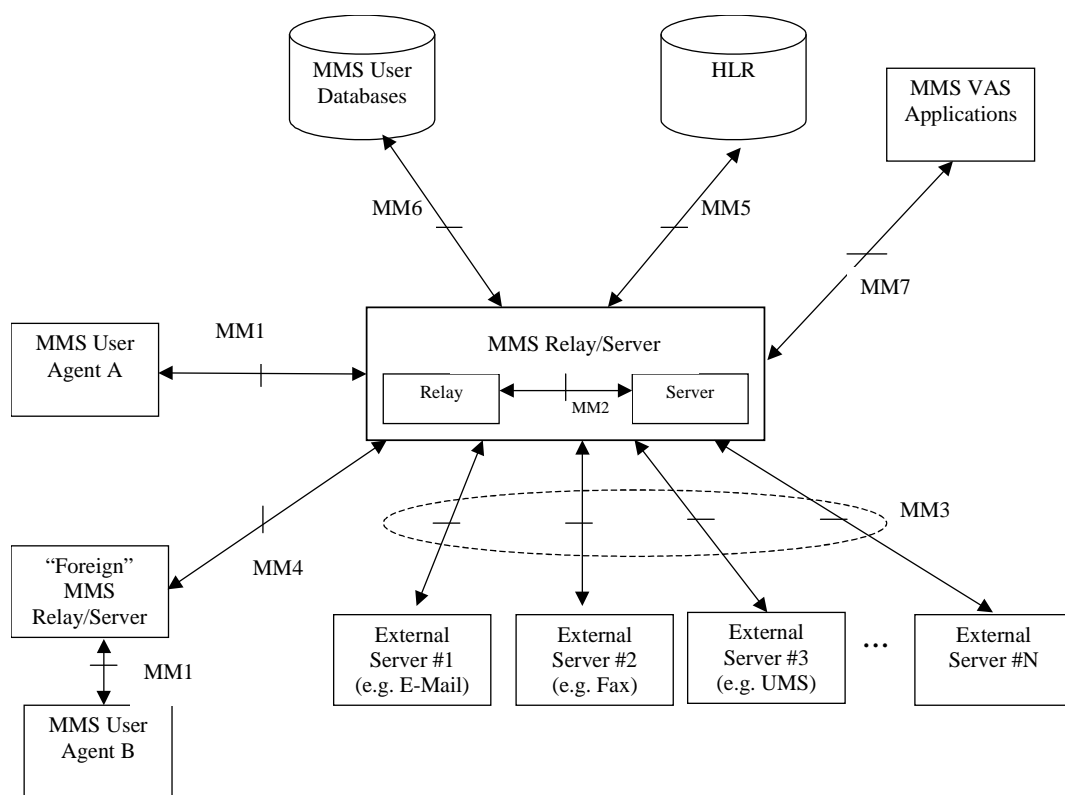 MMS User
Databases
HLR
MMS VAS
Applications
MM6
MM5
MM7
MMS User
Agent A
MM1
MMS Relay/Server
Relay
MM2
Server
MM3
“Foreign”
MMS
Relay/Server
MM4
MM1
MMS User
Agent B
External
Server #1
(e.g. E-Mail)
External
Server #2
(e.g. Fax)
External
Server #3
(e.g. UMS)
...
External
Server #N